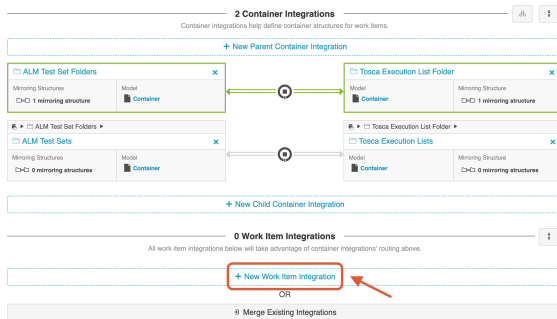 2 Container Integrations
Container integrations help define container structures for work items.
+ New Parent Container Integration
ALM Test Set Folders
Mirroring Structures
1 mirroring structure
Model
Container
Tosca Execution List Folder
Model
Container
Mirroring Structure
1 mirroring structure
ALM Test Set Folders
ALM Test Sets
Mirroring Structures
0 mirroring structures
Model
Container
Tosca Execution List Folder
Tosca Execution Lists
Model
Container
Mirroring Structure
0 mirroring structures
+ New Child Container Integration
0 Work Item Integrations
All work item integrations below will take advantage of container integrations' routing above.
+ New Work Item Integration
OR
Merge Existing Integrations